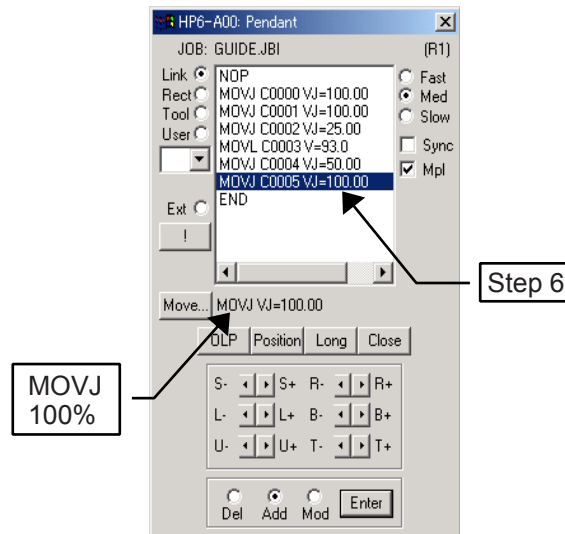 HP6-A00: Pendant
JOB: GUIDE.JBI (R1)
Link
Rect
Tool
User
Ext
!
NOP
MOVJ C0000 VJ=100.00
MOVJ C0001 VJ=100.00
MOVJ C0002 VJ=25.00
MOVL C0003 V=93.0
MOVJ C0004 VJ=50.00
MOVJ C0005 VJ=100.00
END
Fast
Med
Slow
Sync
Mpl
Step 6
Move... MOVJ VJ=100.00
OLP Position Long Close
MOVJ
100%
S- S+ R- R+
L- L+ B- B+
U- U+ T- T+
Del Add Mod Enter